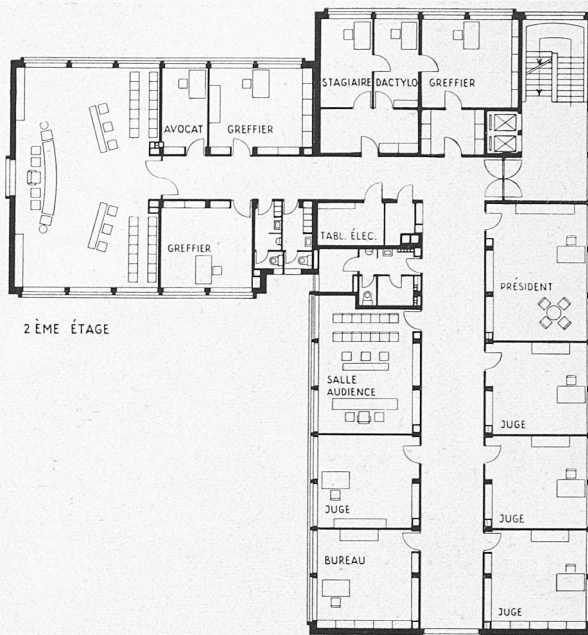 STAGIAIRE
DACTYLO
GREFFIER
AVOCAT
GREFFIER
GREFFIER
TABL. ÉLEC.
PRÉSIDENT
2 ÈME ÉTAGE
SALLE
AUDIENCE
JUGE
JUGE
JUGE
BUREAU
JUGE